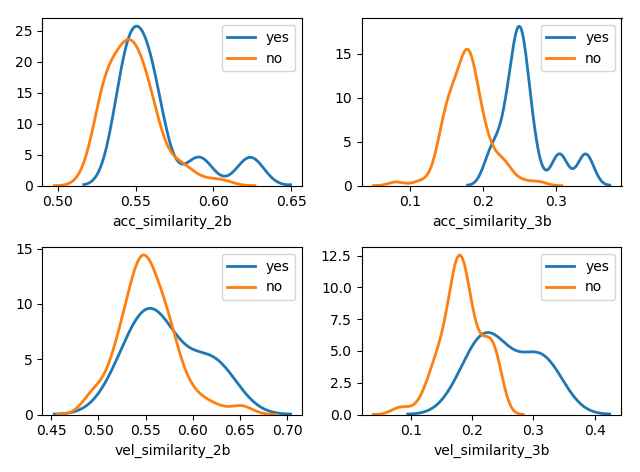 25
20
15
10
5
0
0.50 0.55 0.60 0.65
acc_similarity_2b
yes
no
15
10
5
0
0.1 0.2 0.3
acc_similarity_3b
yes
no
15
10
5
0
0.45 0.50 0.55 0.60 0.65 0.70
vel_similarity_2b
yes
no
12.5
10.0
7.5
5.0
2.5
0.0
0.1 0.2 0.3 0.4
vel_similarity_3b
yes
no